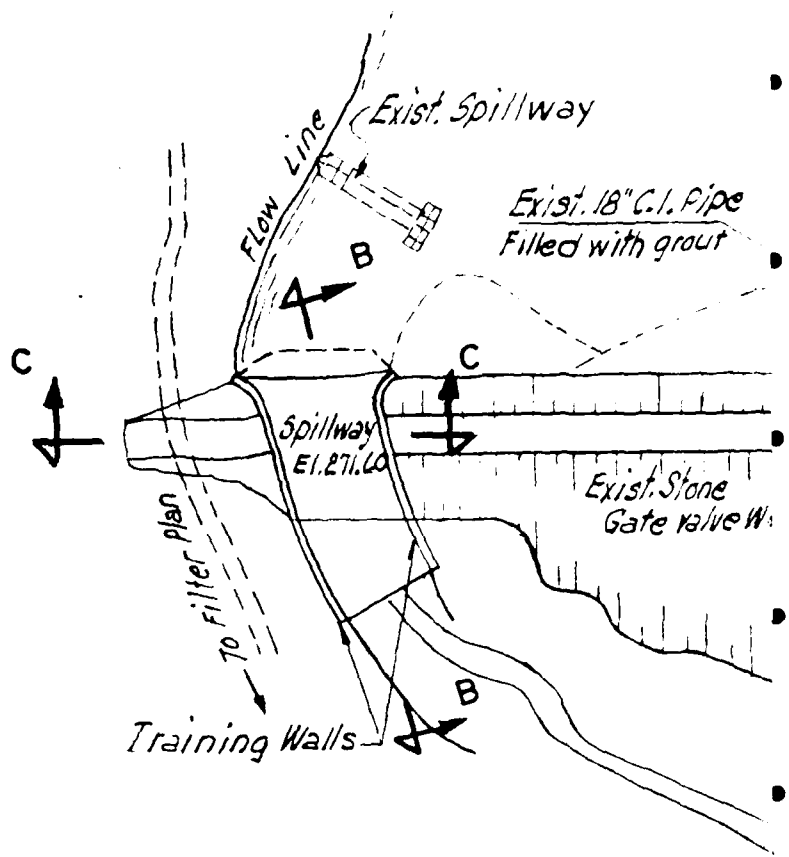 Exist. Spillway
Flow Line
Exist. 18" C.I. Pipe
Filled with grout
B
C
C
Spillway
El. 271.60
Exist. Stone
Gate valve
To Filter Plan
B
Training Walls